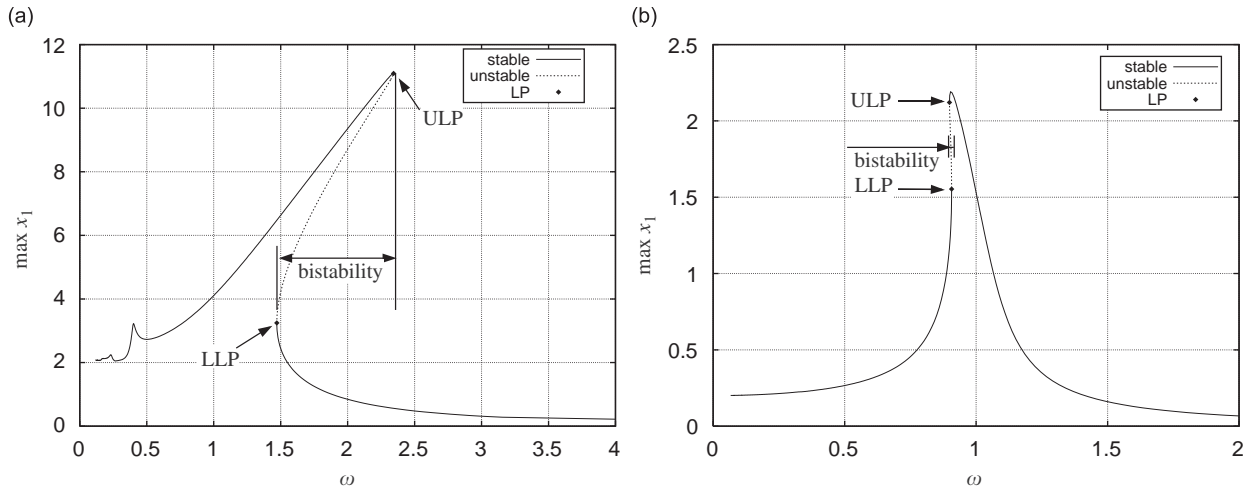 (a)
12
10
8
6
4
2
0
max x₁
0
0.5
1
1.5
2
2.5
3
3.5
4
ω
stable
unstable
LP
ULP
bistability
LLP
(b)
2.5
2
1.5
1
0.5
0
max x₁
0
0.5
1
1.5
2
ω
stable
unstable
LP
ULP
bistability
LLP